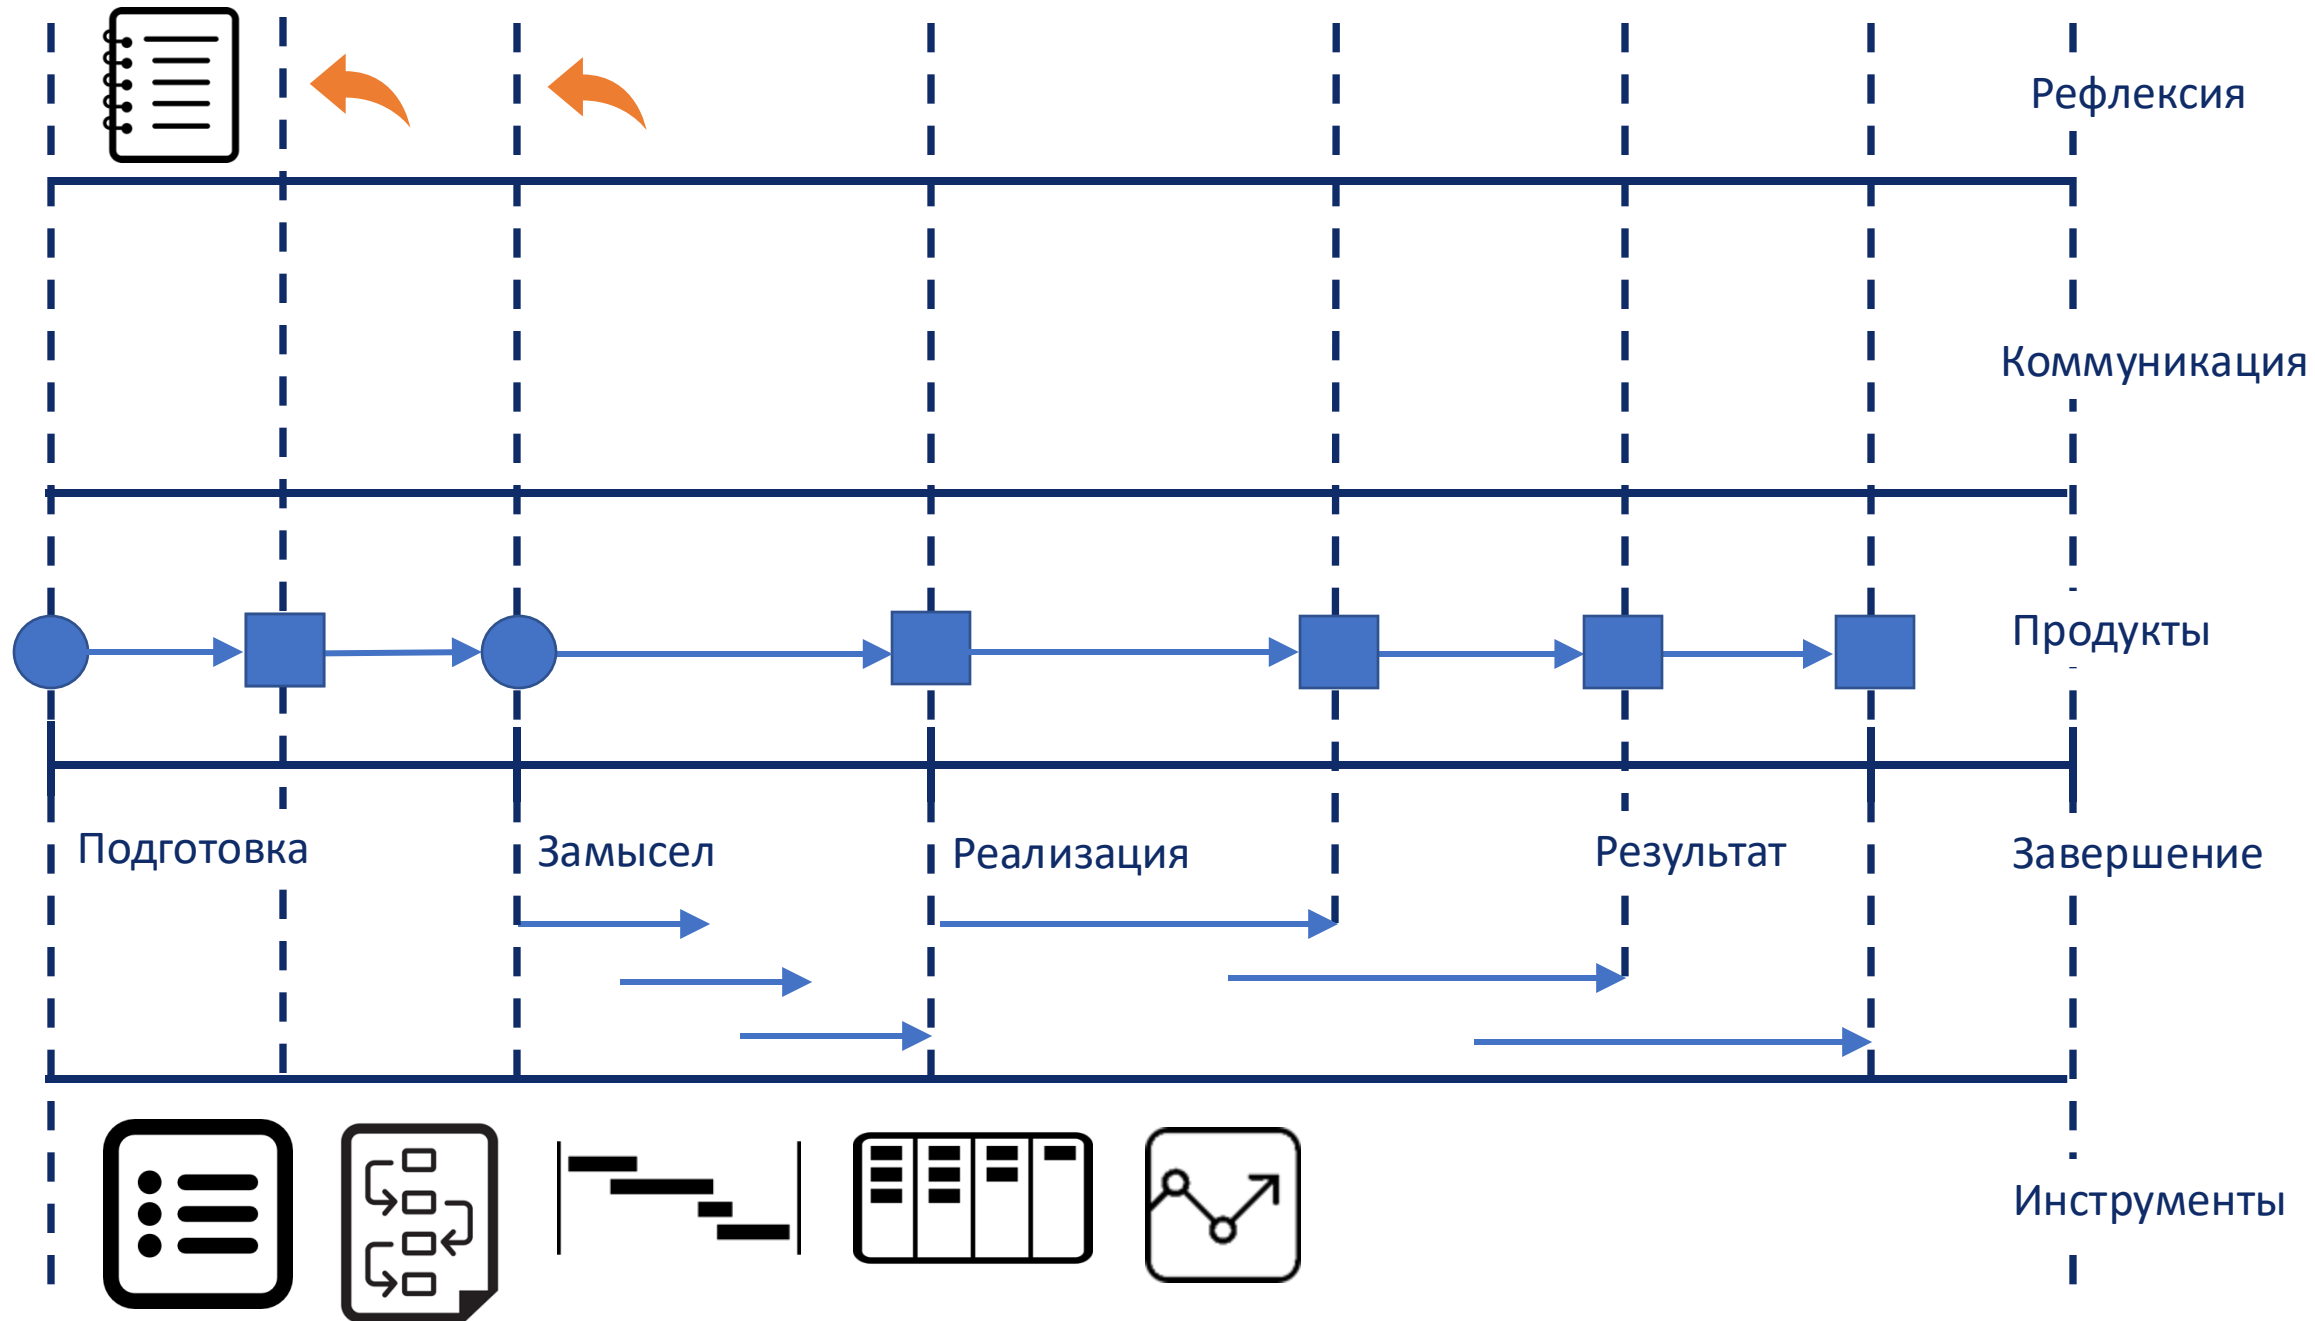 Рефлексия
Коммуникация
Продукты
Подготовка
Замысел
Реализация
Результат
Завершение
Инструменты